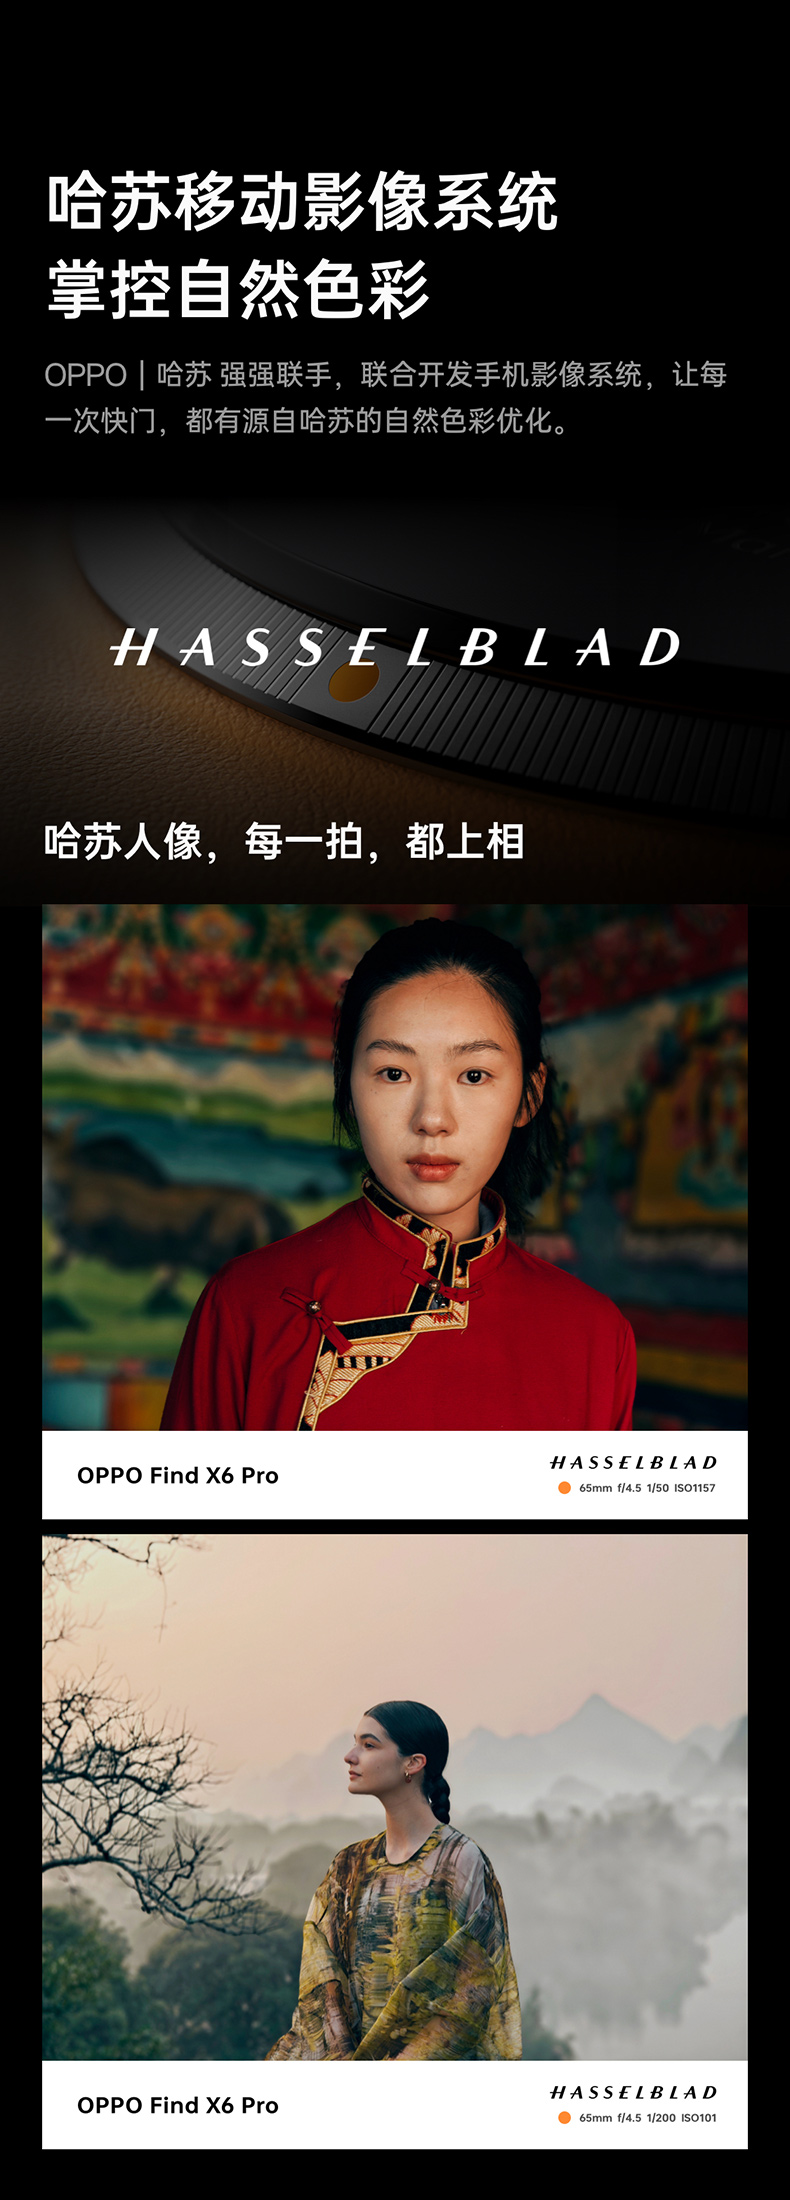 哈苏移动影像系统
掌控自然色彩
OPPO | 哈苏 强强联手，联合开发手机影像系统，让每
一次快门，都有源自哈苏的自然色彩优化。
HASSELBLAD
哈苏人像，每一拍，都上相
OPPO Find X6 Pro
HASSELBLAD
65mm f/4.5 1/50 ISO1157
OPPO Find X6 Pro
HASSELBLAD
65mm f/4.5 1/200 ISO101